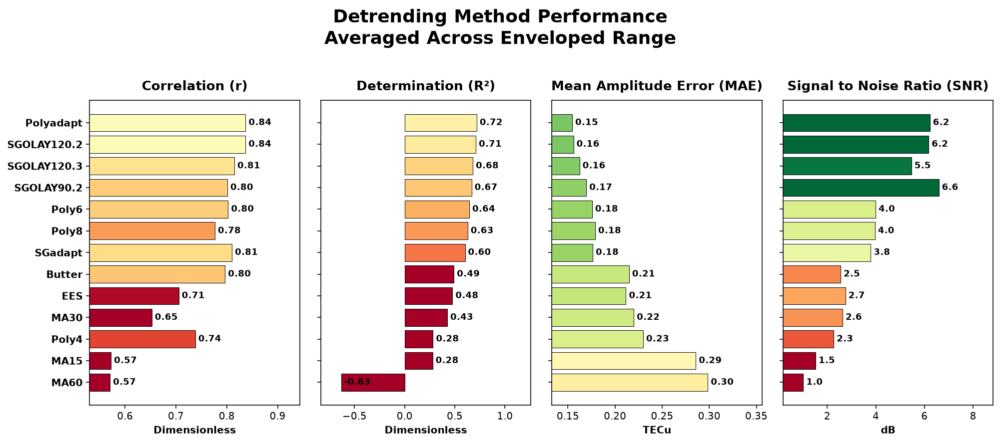 Detrending Method Performance
Averaged Across Enveloped Range
Correlation (r)
Polyadapt 0.84
SGOLAY120.2 0.84
SGOLAY120.3 0.81
SGOLAY90.2 0.80
Poly6 0.80
Poly8 0.78
SGadapt 0.81
Butter 0.80
EES 0.71
MA30 0.65
Poly4 0.74
MA15 0.57
MA60 0.57
0.6 0.7 0.8 0.9
Dimensionless
Determination (R²)
0.72
0.71
0.68
0.67
0.64
0.63
0.60
0.49
0.48
0.43
0.28
0.28
-0.63
−0.5 0.0 0.5 1.0
Dimensionless
Mean Amplitude Error (MAE)
0.15
0.16
0.16
0.17
0.18
0.18
0.18
0.21
0.21
0.22
0.23
0.29
0.30
0.15 0.20 0.25 0.30 0.35
TECu
Signal to Noise Ratio (SNR)
6.2
6.2
5.5
6.6
4.0
4.0
3.8
2.5
2.7
2.6
2.3
1.5
1.0
2 4 6 8
dB